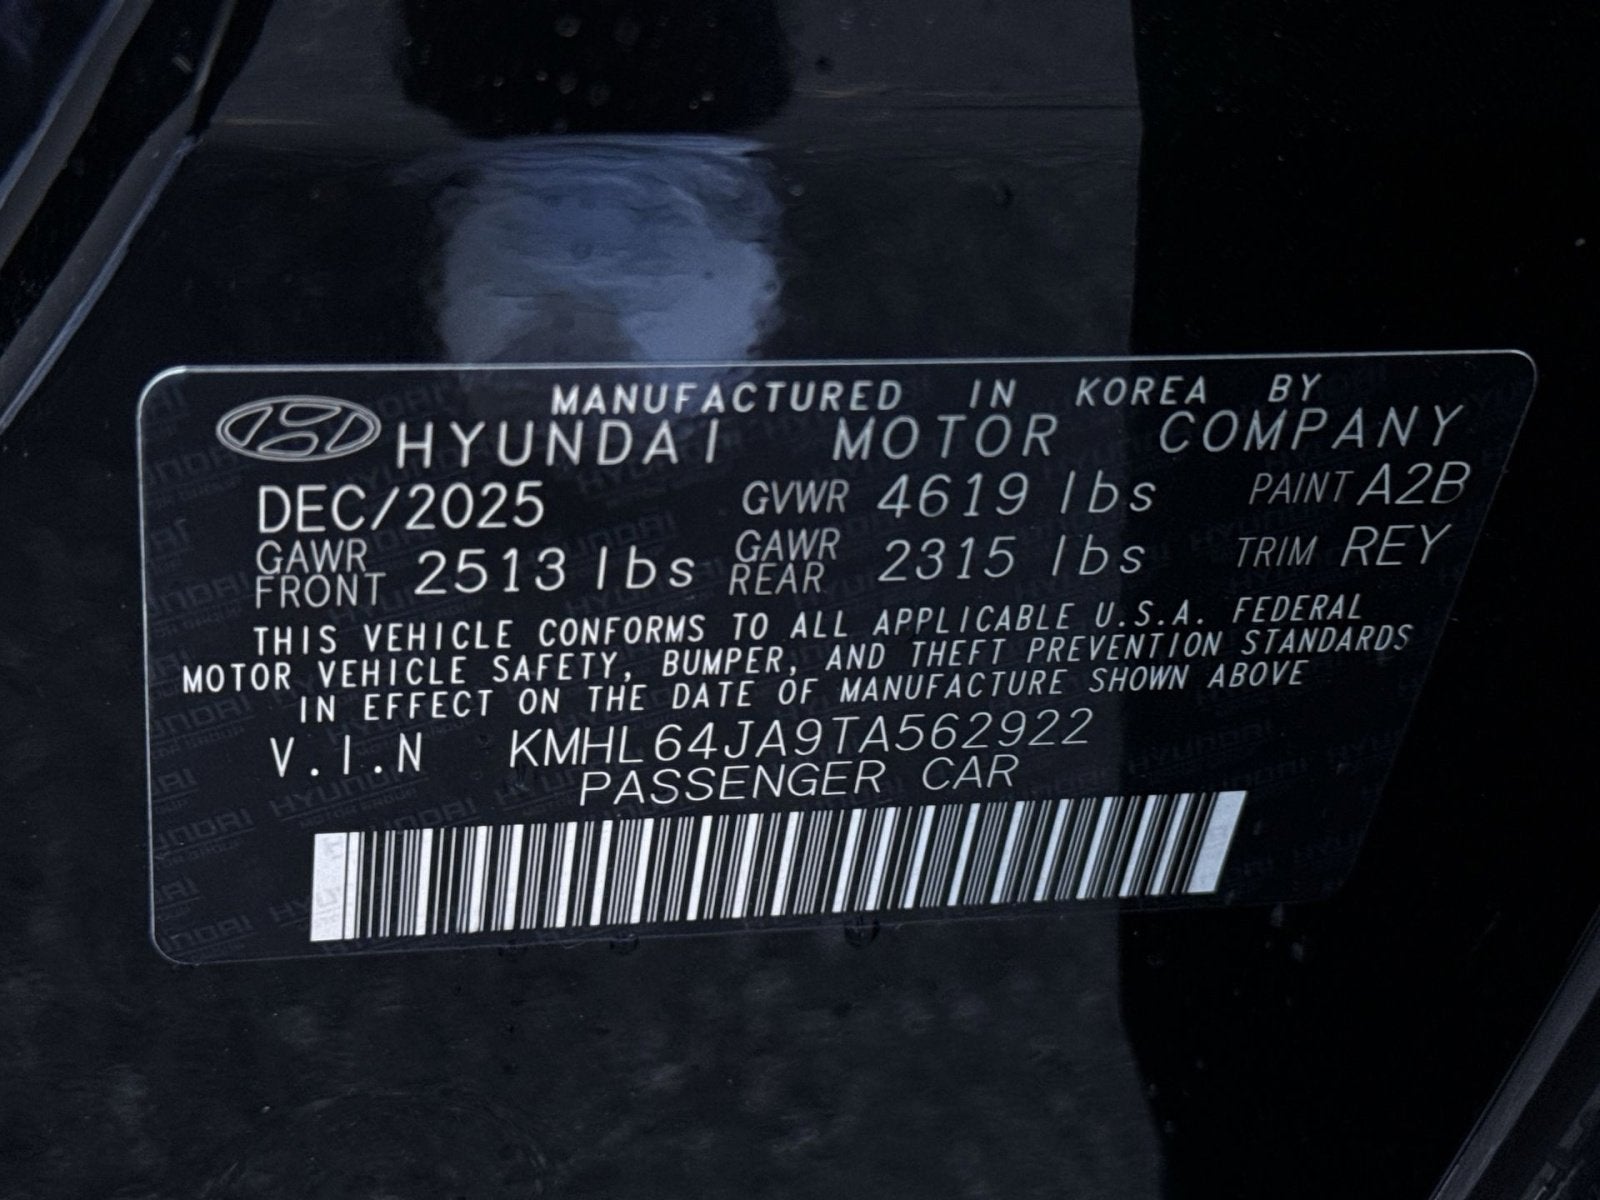 MANUFACTURED IN KOREA BY
HYUNDAI MOTOR COMPANY
DEC/2025 GVWR 4619 lbs PAINT A2B
GAWR FRONT 2513 lbs GAWR REAR 2315 lbs TRIM REY
THIS VEHICLE CONFORMS TO ALL APPLICABLE U.S.A. FEDERAL
MOTOR VEHICLE SAFETY, BUMPER, AND THEFT PREVENTION STANDARDS
IN EFFECT ON THE DATE OF MANUFACTURE SHOWN ABOVE
V.I.N KMHL64JA9TA562922
PASSENGER CAR